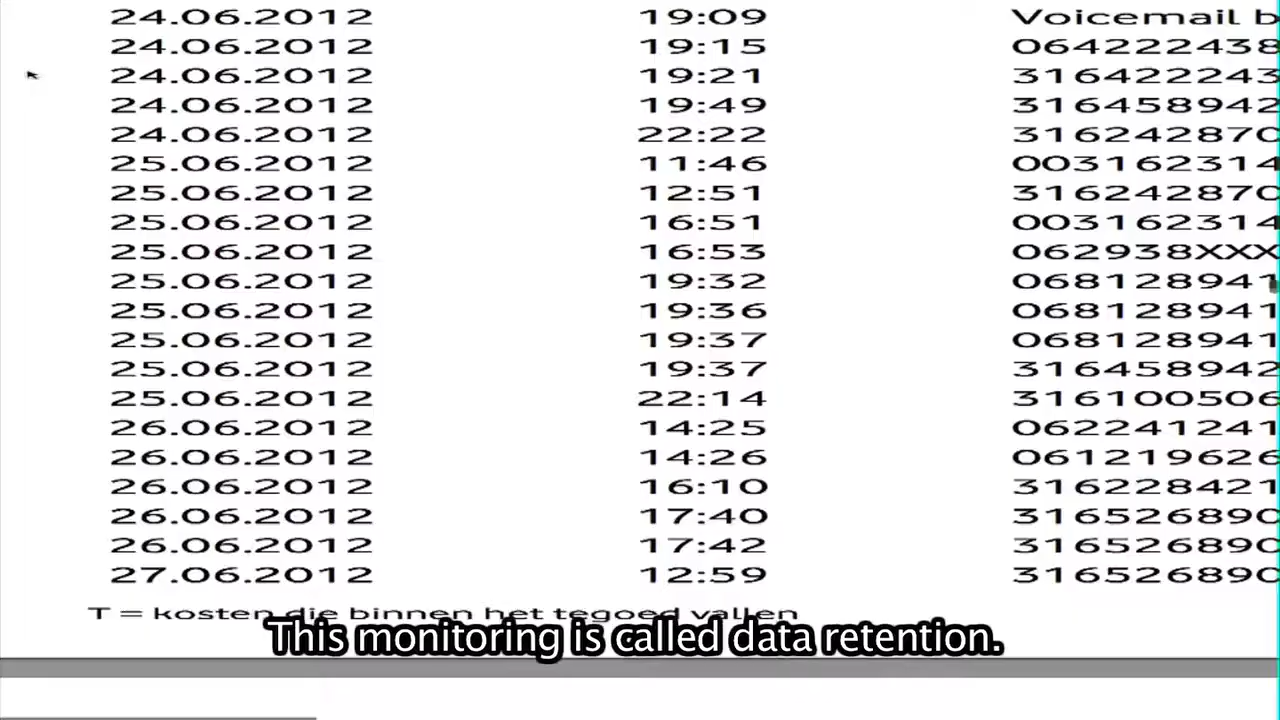 24.06.2012 19:09 Voicemail b
24.06.2012 19:15 064222438
24.06.2012 19:21 316422243
24.06.2012 19:49 316458942
24.06.2012 22:22 316242870
25.06.2012 11:46 003162314
25.06.2012 12:51 316242870
25.06.2012 16:51 003162314
25.06.2012 16:53 062938XXX
25.06.2012 19:32 068128941
25.06.2012 19:36 068128941
25.06.2012 19:37 068128941
25.06.2012 19:37 316458942
25.06.2012 22:14 316100506
26.06.2012 14:25 062241241
26.06.2012 14:26 061219626
26.06.2012 16:10 316228421
26.06.2012 17:40 316526890
26.06.2012 17:42 316526890
27.06.2012 12:59 316526890
T = kosten die binnen het tegoed vallen
This monitoring is called data retention.